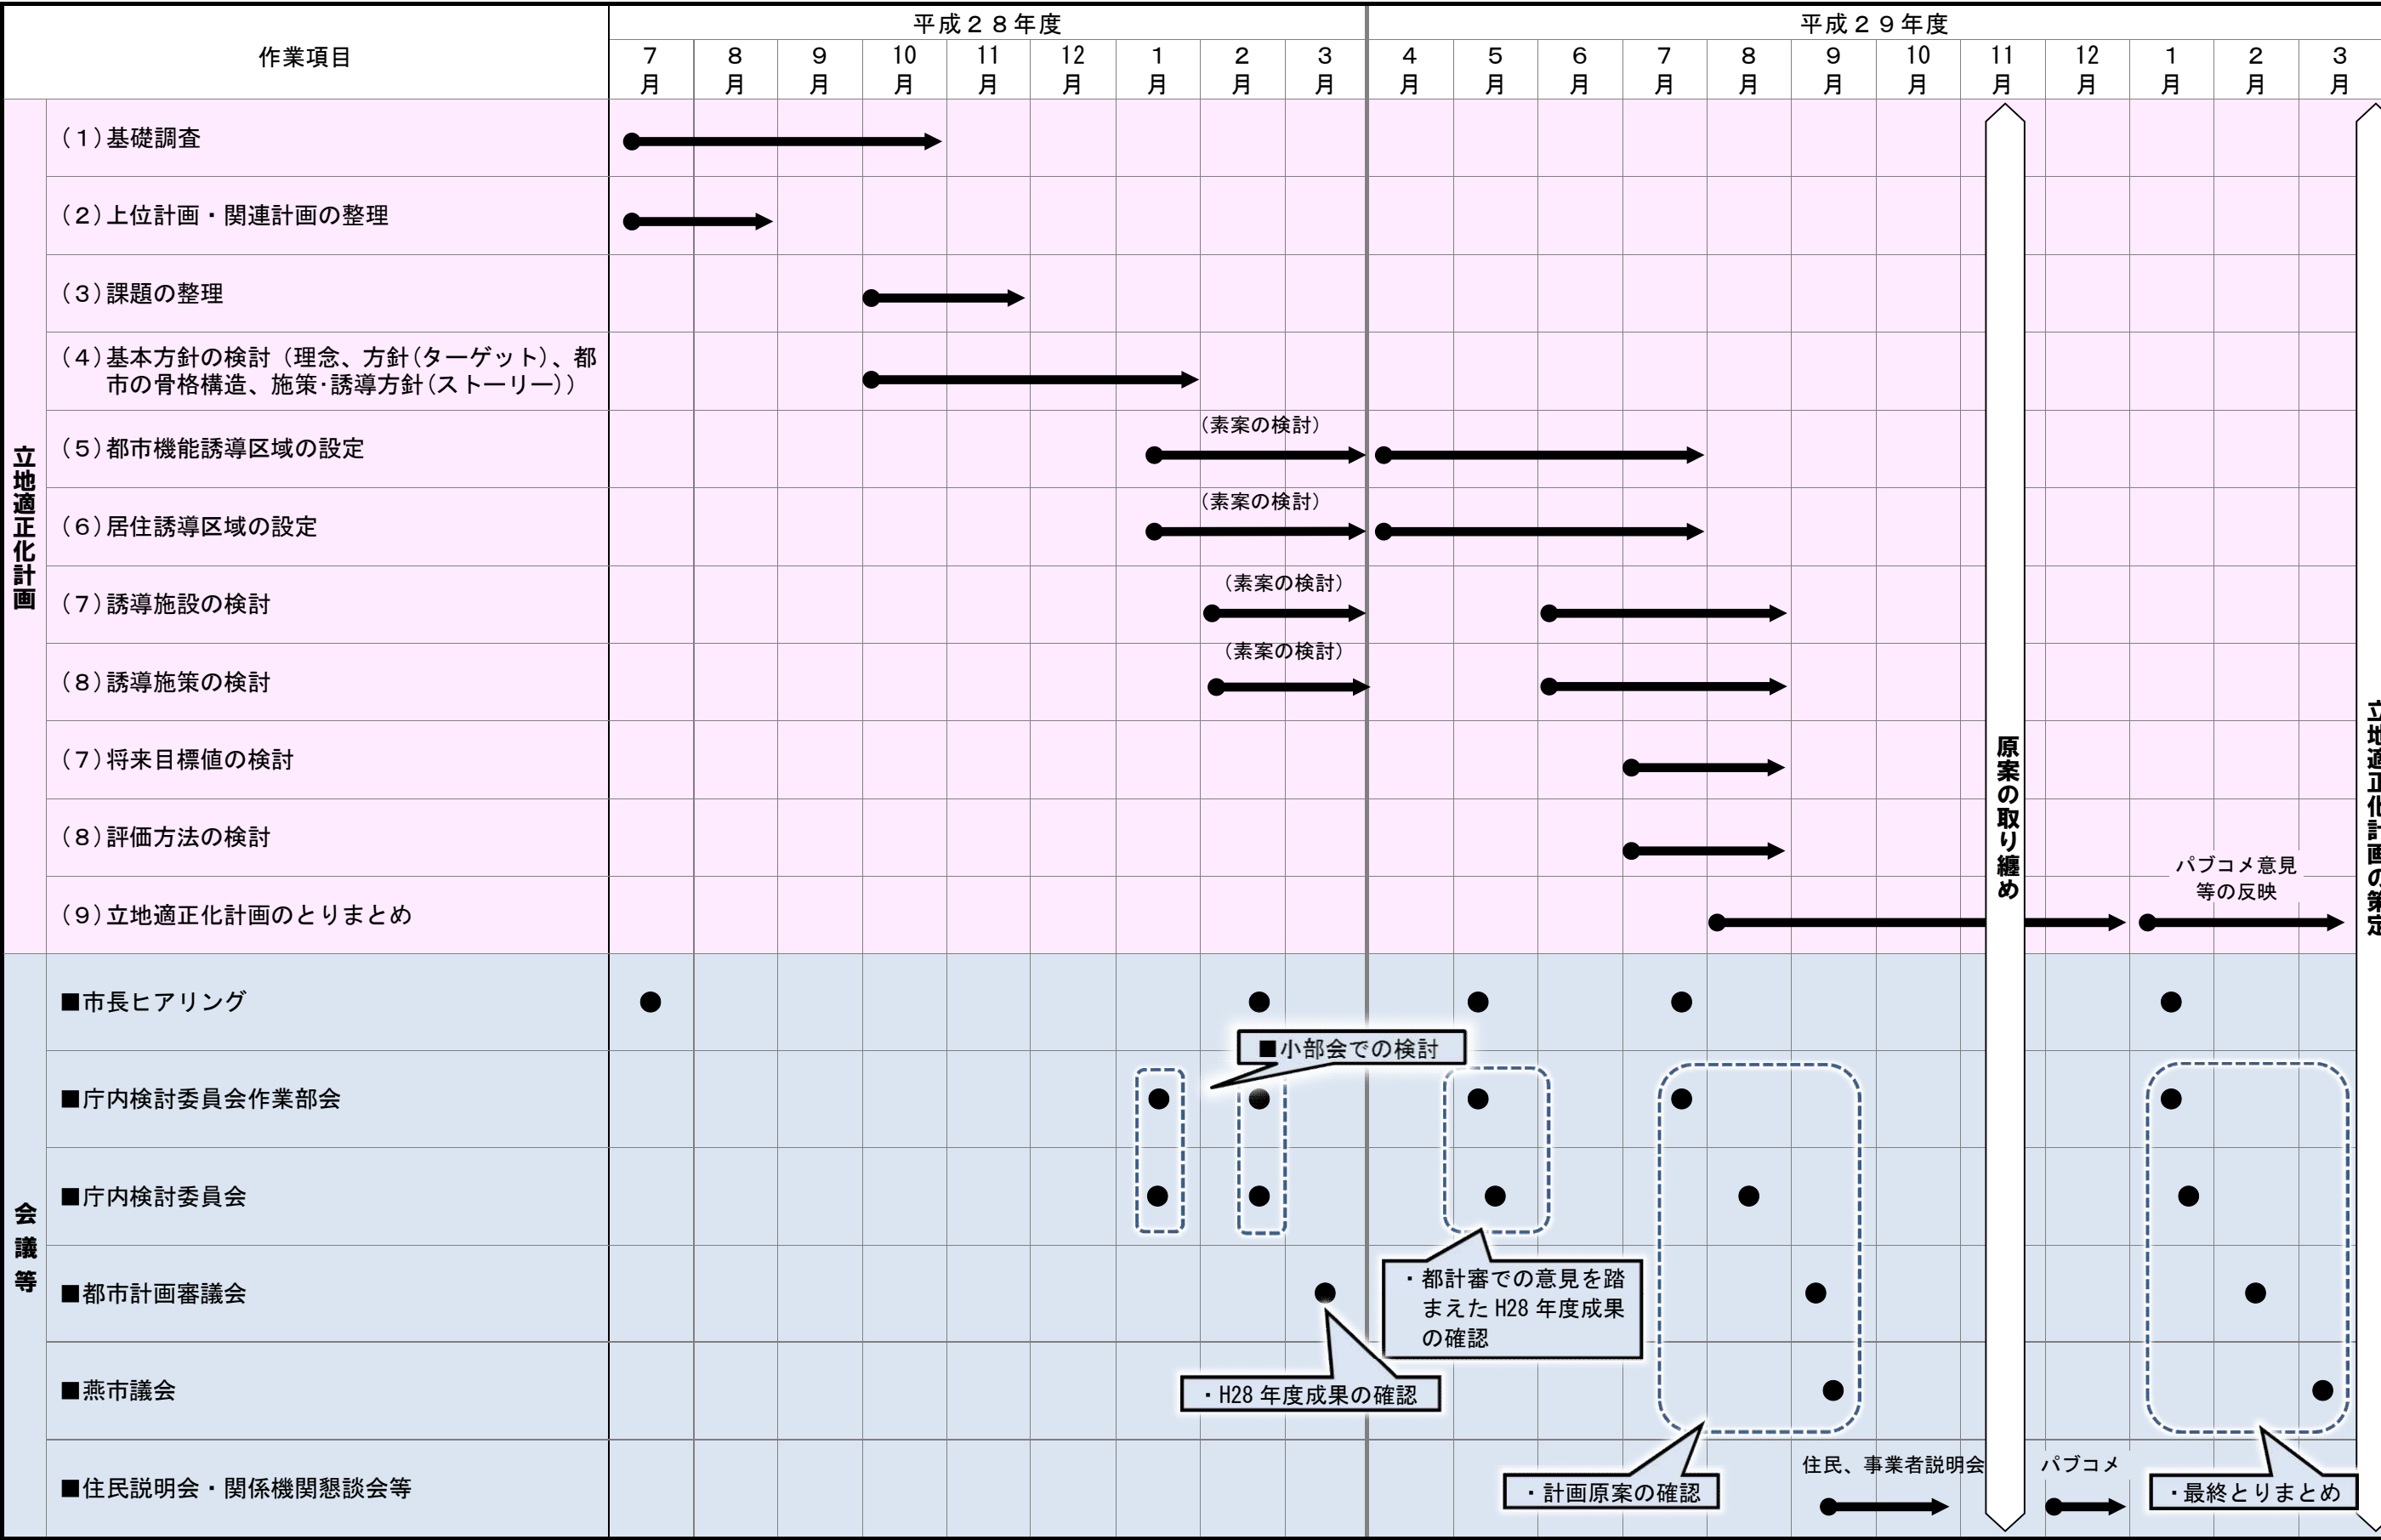 作業項目
平成２８年度
平成２９年度
7月 8月 9月 10月 11月 12月 1月 2月 3月 4月 5月 6月 7月 8月 9月 10月 11月 12月 1月 2月 3月
立地適正化計画
(1)基礎調査
(2)上位計画・関連計画の整理
(3)課題の整理
(4)基本方針の検討（理念、方針(ターゲット)、都
市の骨格構造、施策･誘導方針(ストーリー)）
(素案の検討)
(5)都市機能誘導区域の設定
(素案の検討)
(6)居住誘導区域の設定
(素案の検討)
(7)誘導施設の検討
(素案の検討)
(8)誘導施策の検討
(7)将来目標値の検討
(8)評価方法の検討
パブコメ意見
等の反映
(9)立地適正化計画のとりまとめ
原案の取り纏め
立地適正化計画の策定
会議等
■市長ヒアリング
■小部会での検討
■庁内検討委員会作業部会
■庁内検討委員会
・都計審での意見を踏
まえた H28 年度成果
の確認
■都市計画審議会
・H28 年度成果の確認
■燕市議会
住民、事業者説明会
パブコメ
・計画原案の確認
・最終とりまとめ
■住民説明会・関係機関懇談会等